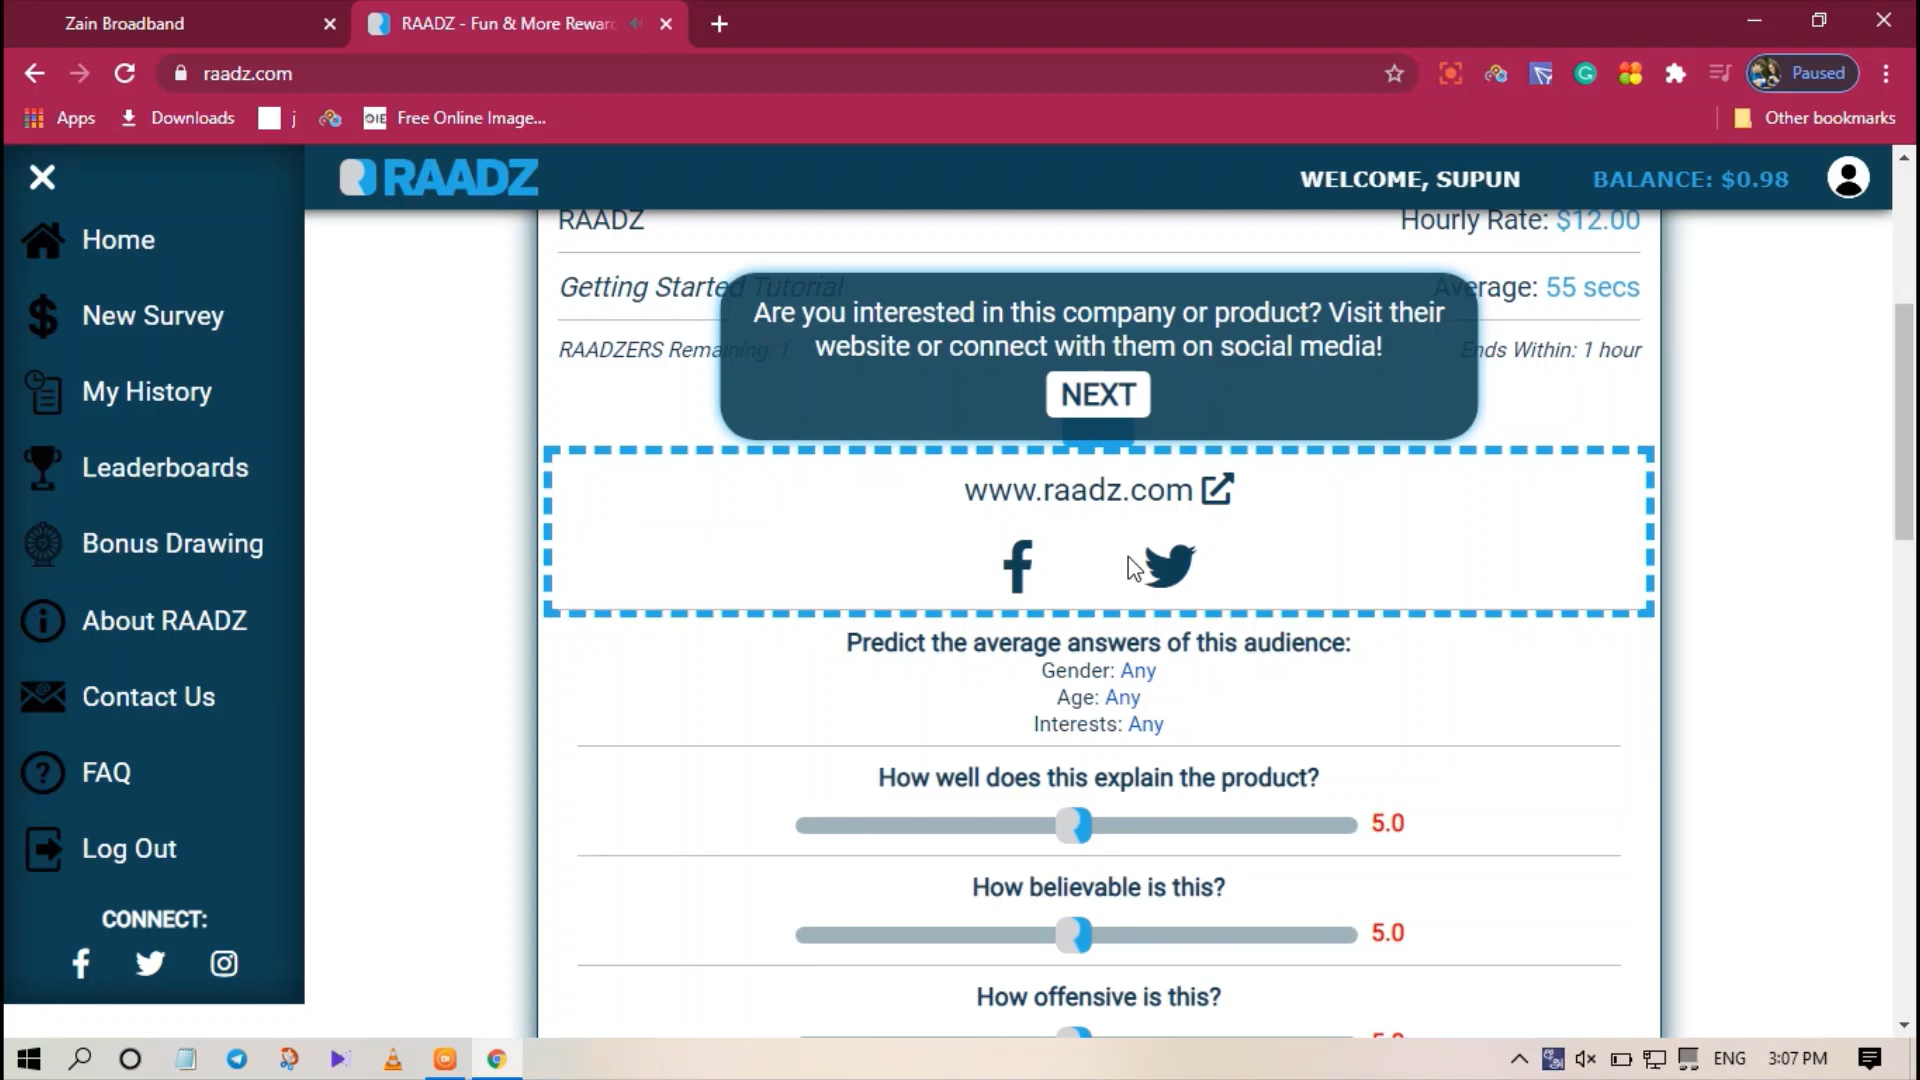 Zain Broadband
RAADZ - Fun & More Rewar
raadz.com
Paused
Apps
Downloads
j
OIE
Free Online Image...
Other bookmarks
RAADZ
WELCOME, SUPUN
BALANCE: $0.98
Home
New Survey
My History
Leaderboards
Bonus Drawing
About RAADZ
Contact Us
FAQ
Log Out
CONNECT:
RAADZ
Hourly Rate: $12.00
Getting Started Tutorial
Average: 55 secs
RAADZERS Remaining: 1
Ends Within: 1 hour
Are you interested in this company or product? Visit their
website or connect with them on social media!
NEXT
www.raadz.com
Predict the average answers of this audience:
Gender: Any
Age: Any
Interests: Any
How well does this explain the product?
5.0
How believable is this?
5.0
How offensive is this?
5.0
ENG
3:07 PM